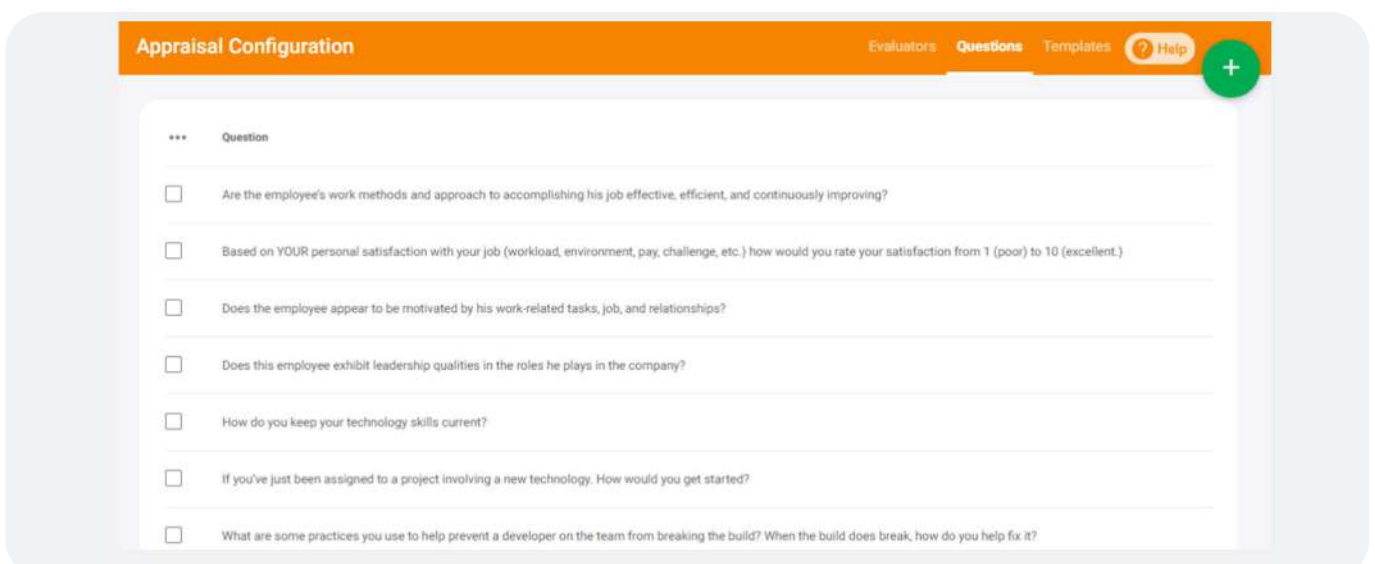 Appraisal Configuration
Evaluators Questions Templates ? Help
+
••• Question
Are the employee's work methods and approach to accomplishing his job effective, efficient, and continuously improving?
Based on YOUR personal satisfaction with your job (workload, environment, pay, challenge, etc.) how would you rate your satisfaction from 1 (poor) to 10 (excellent.)
Does the employee appear to be motivated by his work-related tasks, job, and relationships?
Does this employee exhibit leadership qualities in the roles he plays in the company?
How do you keep your technology skills current?
If you've just been assigned to a project involving a new technology. How would you get started?
What are some practices you use to help prevent a developer on the team from breaking the build? When the build does break, how do you help fix it?